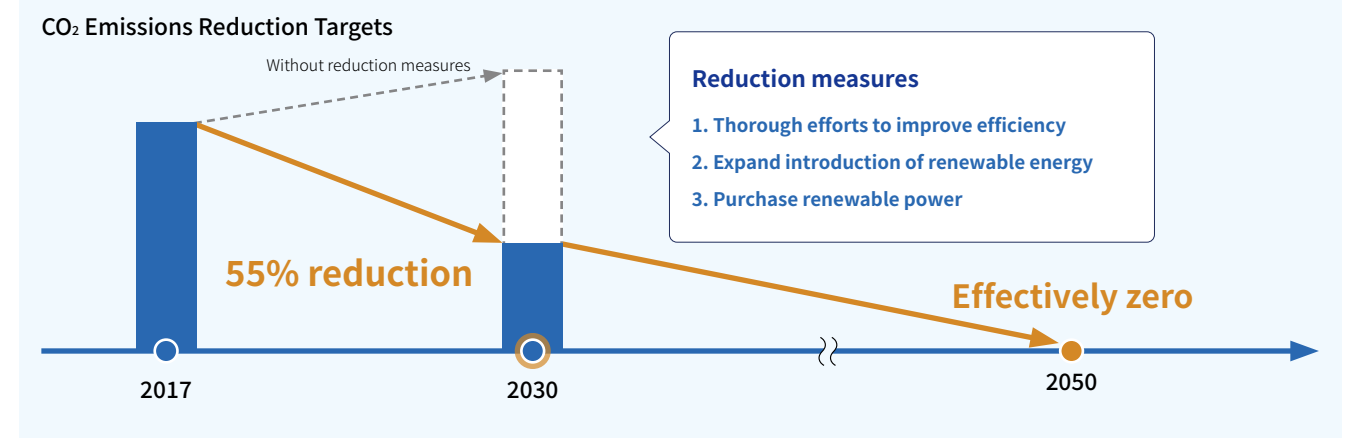 CO₂ Emissions Reduction Targets
Without reduction measures
Reduction measures
1. Thorough efforts to improve efficiency
2. Expand introduction of renewable energy
3. Purchase renewable power
55% reduction
Effectively zero
2017
2030
2050